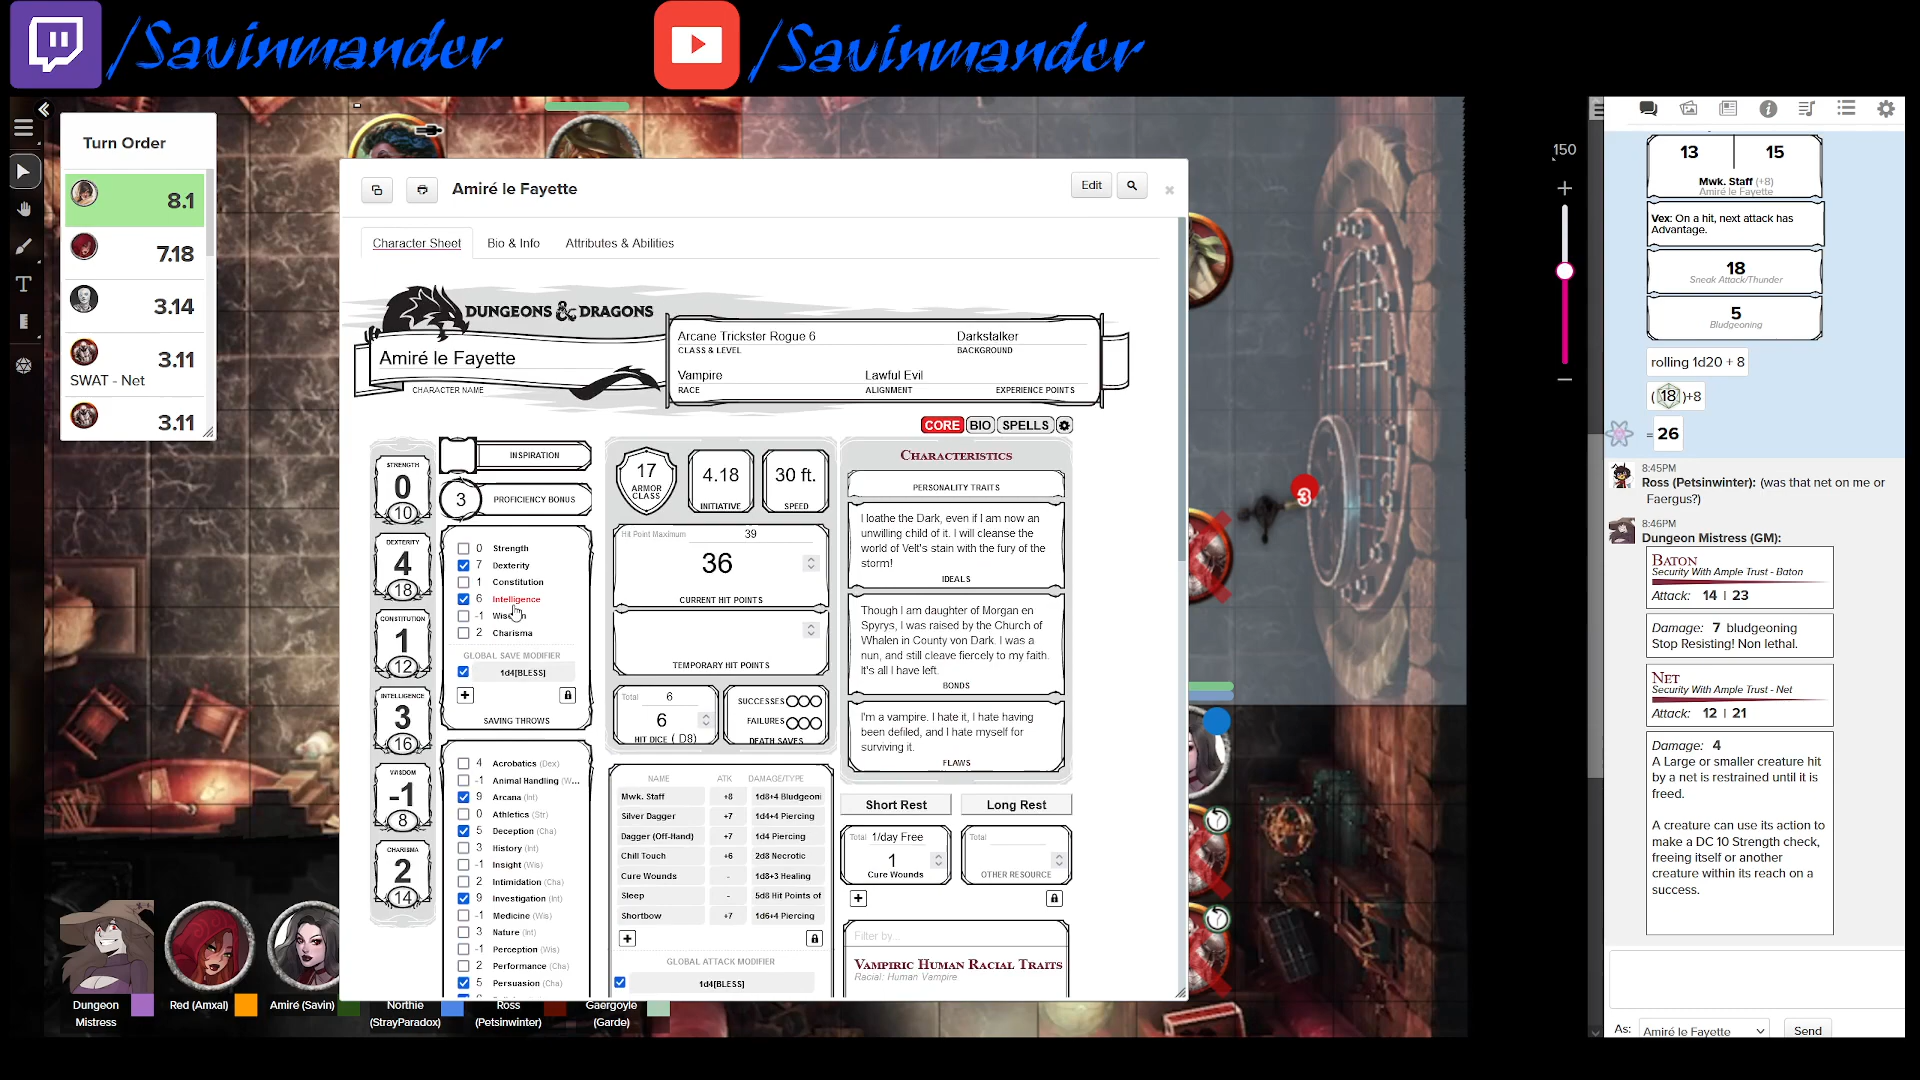 /Savinmander
/Savinmander
Turn Order
8.1
7.18
3.14
3.11
SWAT - Net
3.11
Amiré le Fayette
Edit
Character Sheet
Bio & Info
Attributes & Abilities
DUNGEONS & DRAGONS
Amiré le Fayette
CHARACTER NAME
Arcane Trickster Rogue 6
CLASS & LEVEL
Darkstalker
BACKGROUND
Vampire
RACE
Lawful Evil
ALIGNMENT
EXPERIENCE POINTS
CORE
BIO
SPELLS
STRENGTH
0
10
DEXTERITY
4
18
CONSTITUTION
1
12
INTELLIGENCE
3
16
WISDOM
-1
8
CHARISMA
2
14
INSPIRATION
3
PROFICIENCY BONUS
0 Strength
7 Dexterity
1 Constitution
6 Intelligence
-1
2 Charisma
GLOBAL SAVE MODIFIER
1d4[BLESS]
SAVING THROWS
4 Acrobatics (Dex)
-1 Animal Handling (W...
9 Arcana (Int)
0 Athletics (Str)
5 Deception (Cha)
3 History (Int)
-1 Insight (Wis)
2 Intimidation (Cha)
9 Investigation (Int)
-1 Medicine (Wis)
3 Nature (Int)
-1 Perception (Wis)
2 Performance (Cha)
5 Persuasion (Cha)
17
ARMOR
CLASS
4.18
INITIATIVE
30 ft.
SPEED
Hit Point Maximum 39
36
CURRENT HIT POINTS
TEMPORARY HIT POINTS
Total 6
6
HIT DICE ( D8)
SUCCESSES
FAILURES
DEATH SAVES
NAME ATK DAMAGE/TYPE
Mwk. Staff +8 1d8+4 Bludgeoni
Silver Dagger +7 1d4+4 Piercing
Dagger (Off-Hand) +7 1d4 Piercing
Chill Touch +6 2d8 Necrotic
Cure Wounds - 1d8+3 Healing
Sleep - 5d8 Hit Points of
Shortbow +7 1d6+4 Piercing
GLOBAL ATTACK MODIFIER
1d4[BLESS]
CHARACTERISTICS
PERSONALITY TRAITS
I loathe the Dark, even if I am now an
unwilling child of it. I will cleanse the
world of Velt's stain with the fury of the
storm!
IDEALS
Though I am daughter of Morgan en
Spyrys, I was raised by the Church of
Whalen in County von Dark. I was a
nun, and still cleave fiercely to my faith.
It's all I have left.
BONDS
I'm a vampire. I hate it, I hate having
been defiled, and I hate myself for
surviving it.
FLAWS
Short Rest
Long Rest
Total 1/day Free
1
Cure Wounds
Total
OTHER RESOURCE
Filter by...
VAMPIRIC HUMAN RACIAL TRAITS
Racial: Human Vampire
3
150
13 15
Mwk. Staff (+8)
Amiré le Fayette
Vex: On a hit, next attack has
Advantage.
18
Sneak Attack/Thunder
5
Bludgeoning
rolling 1d20 + 8
(18)+8
= 26
8:45PM
Ross (Petsinwinter): (was that net on me or
Faergus?)
8:46PM
Dungeon Mistress (GM):
BATON
Security With Ample Trust - Baton
Attack: 14 | 23
Damage: 7 bludgeoning
Stop Resisting! Non lethal.
NET
Security With Ample Trust - Net
Attack: 12 | 21
Damage: 4
A Large or smaller creature hit
by a net is restrained until it is
freed.
A creature can use its action to
make a DC 10 Strength check,
freeing itself or another
creature within its reach on a
success.
As: Amiré le Fayette
Send
Dungeon
Mistress
Red (Amxal)
Amiré (Savin)
Northie
(StrayParadox)
Ross
(Petsinwinter)
Gaergoyle
(Garde)